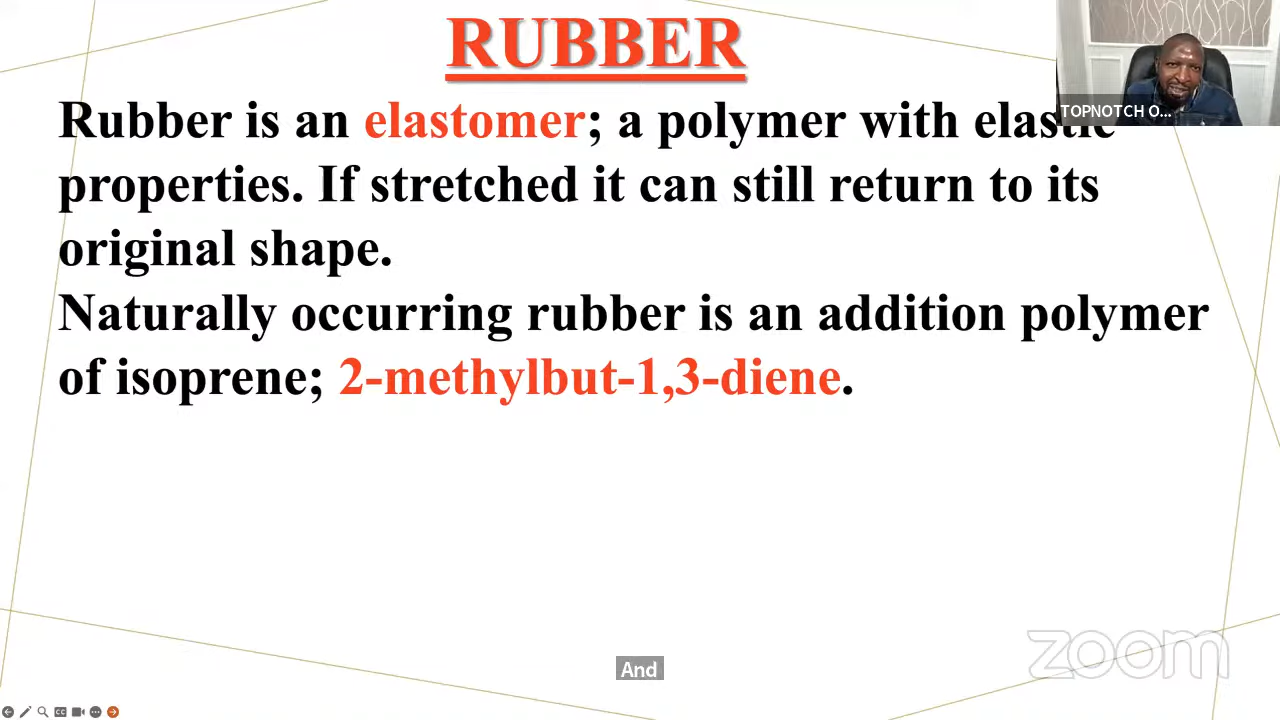 RUBBER
Rubber is an elastomer; a polymer with elastic
properties. If stretched it can still return to its
original shape.
Naturally occurring rubber is an addition polymer
of isoprene; 2-methylbut-1,3-diene.
TOPNOTCH O...
zoom
And
CC